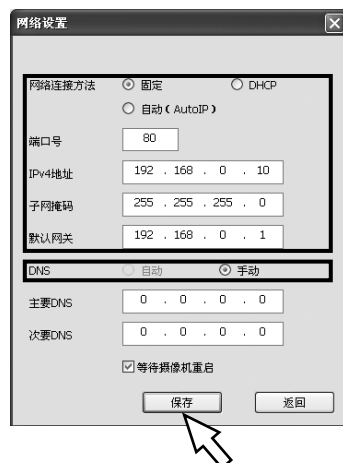 网络设置
网络连接方法 固定 DHCP
自动(AutoIP)
端口号 80
IPv4地址 192 . 168 . 0 . 10
子网掩码 255 . 255 . 255 . 0
默认网关 192 . 168 . 0 . 1
DNS 自动 手动
主要DNS 0 . 0 . 0 . 0
次要DNS 0 . 0 . 0 . 0
等待摄像机重启
保存 返回